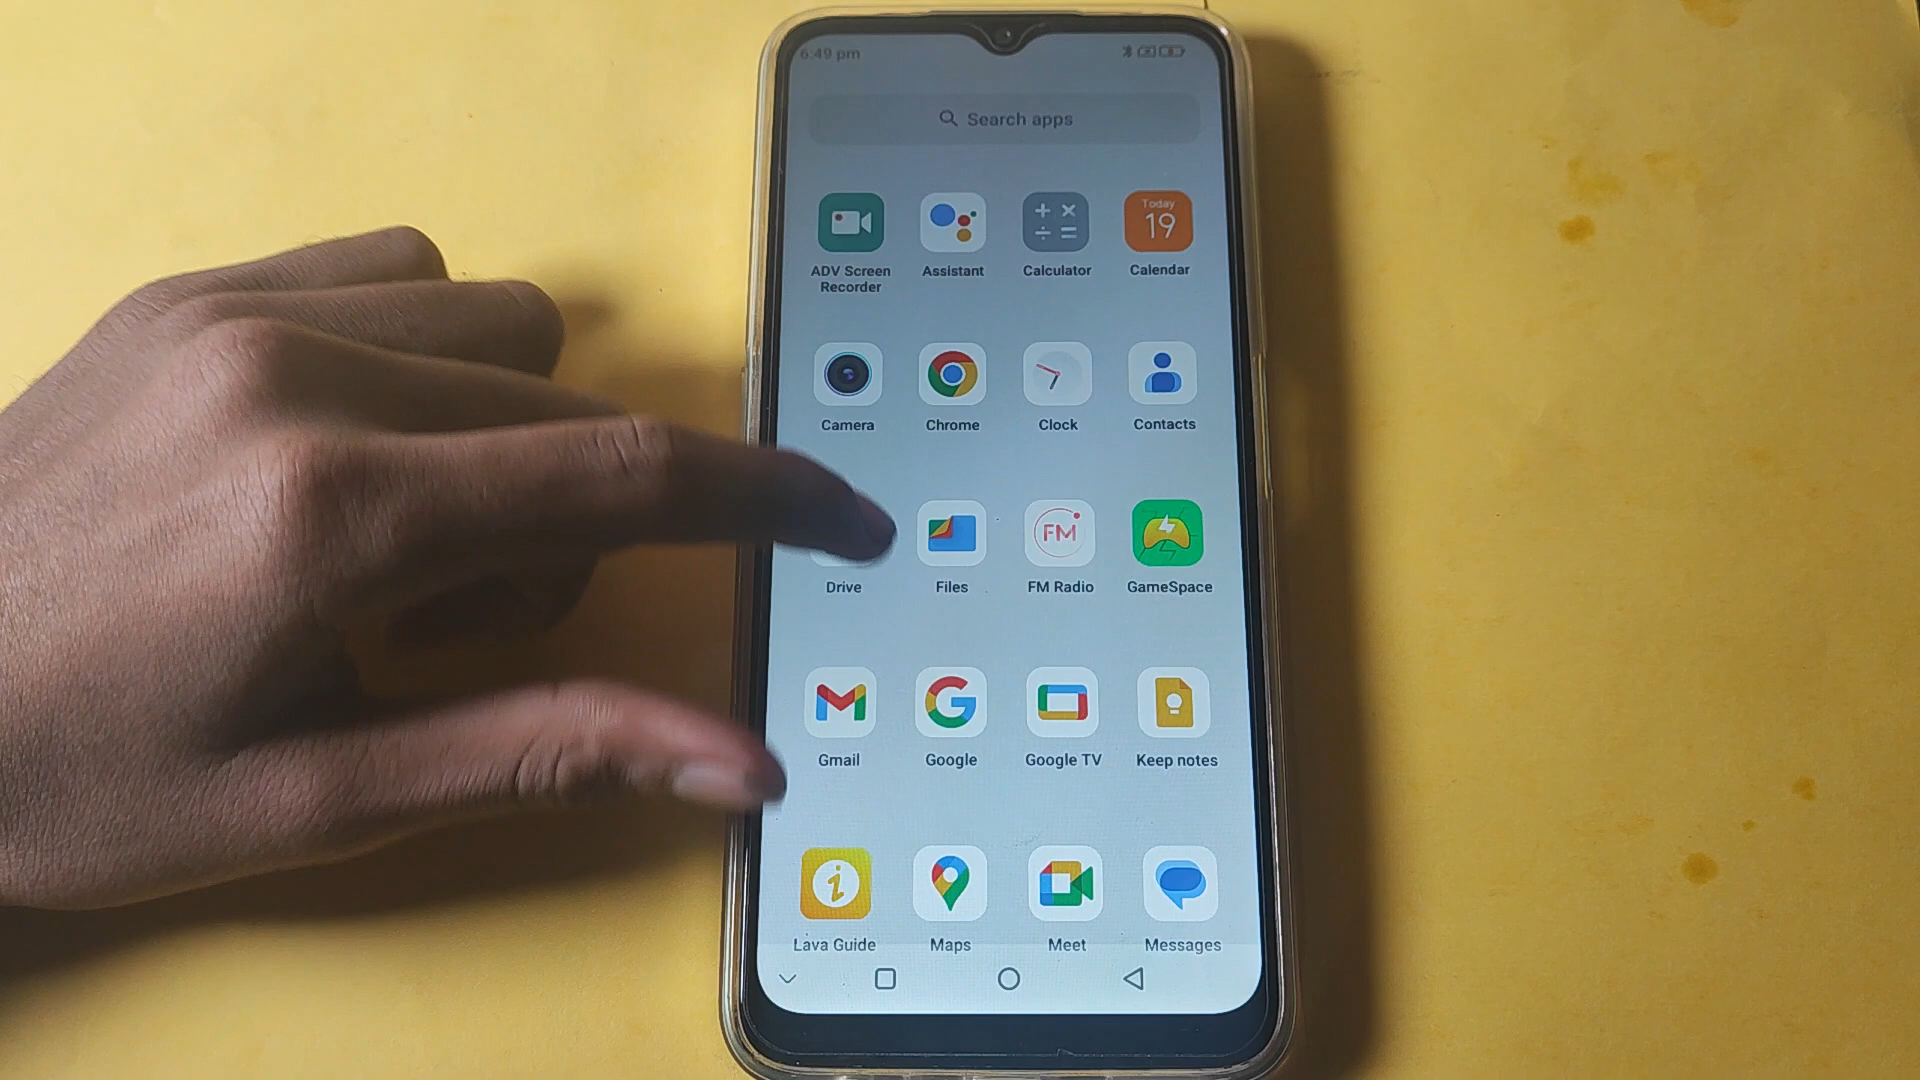 6:49 pm
Search apps
Today
19
ADV Screen
Recorder
Assistant
Calculator
Calendar
Camera
Chrome
Clock
Contacts
FM
Drive
Files
FM Radio
GameSpace
Gmail
Google
Google TV
Keep notes
Lava Guide
Maps
Meet
Messages